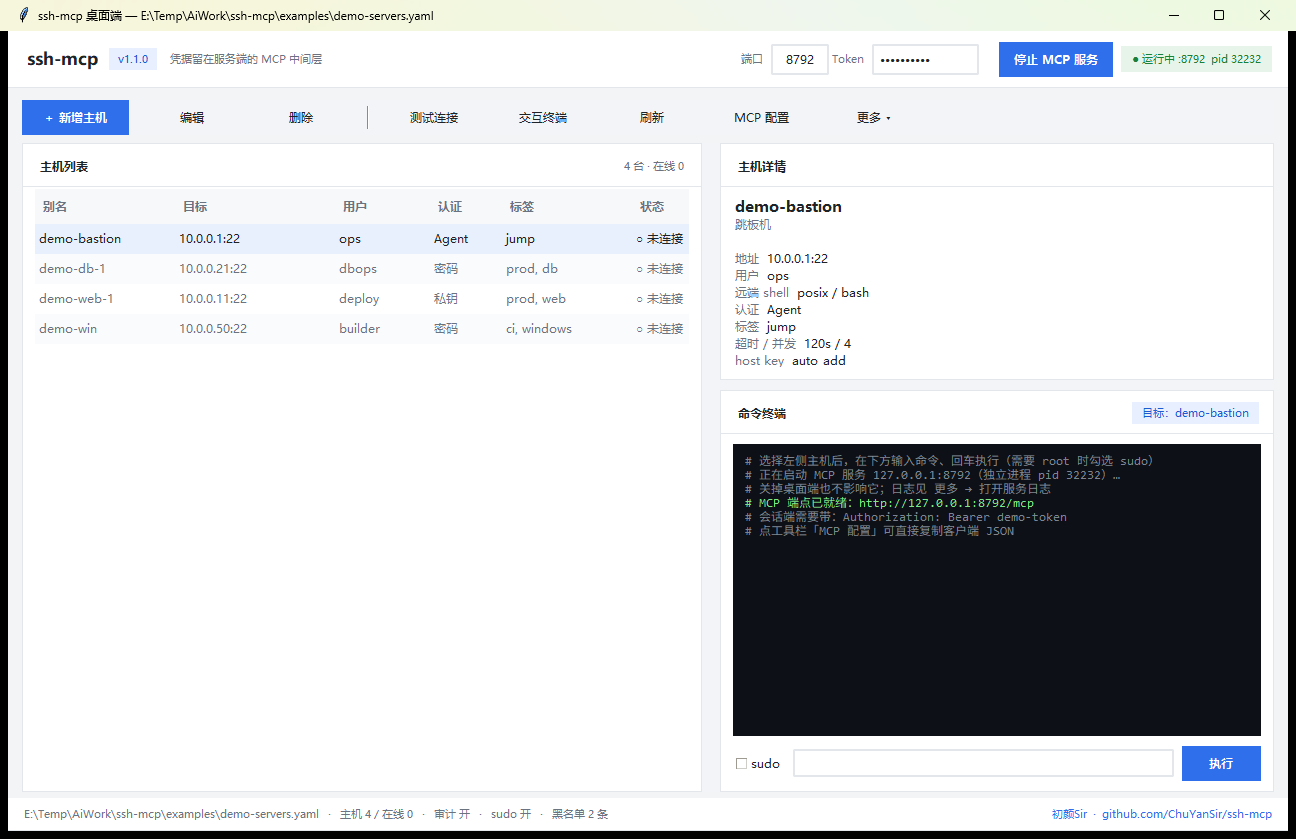 ssh-mcp 桌面端 — E:\Temp\AiWork\ssh-mcp\examples\demo-servers.yaml
ssh-mcp v1.1.0 凭据留在服务端的 MCP 中间层 端口 8792 Token •••••••••• 停止 MCP 服务 ● 运行中 :8792 pid 32232
+ 新增主机 编辑 删除 测试连接 交互终端 刷新 MCP 配置 更多
主机列表 4 台 · 在线 0
别名 目标 用户 认证 标签 状态
demo-bastion 10.0.0.1:22 ops Agent jump ○ 未连接
demo-db-1 10.0.0.21:22 dbops 密码 prod, db ○ 未连接
demo-web-1 10.0.0.11:22 deploy 私钥 prod, web ○ 未连接
demo-win 10.0.0.50:22 builder 密码 ci, windows ○ 未连接
主机详情
demo-bastion
跳板机
地址 10.0.0.1:22
用户 ops
远端 shell posix / bash
认证 Agent
标签 jump
超时 / 并发 120s / 4
host key auto add
命令终端 目标: demo-bastion
# 选择左侧主机后，在下方输入命令、回车执行（需要 root 时勾选 sudo）
# 正在启动 MCP 服务 127.0.0.1:8792（独立进程 pid 32232）…
# 关掉桌面端也不影响它；日志见 更多 → 打开服务日志
# MCP 端点已就绪：http://127.0.0.1:8792/mcp
# 会话端需要带：Authorization: Bearer demo-token
# 点工具栏「MCP 配置」可直接复制客户端 JSON
sudo 执行
E:\Temp\AiWork\ssh-mcp\examples\demo-servers.yaml · 主机 4 / 在线 0 · 审计 开 · sudo 开 · 黑名单 2 条 初颜Sir · github.com/ChuYanSir/ssh-mcp